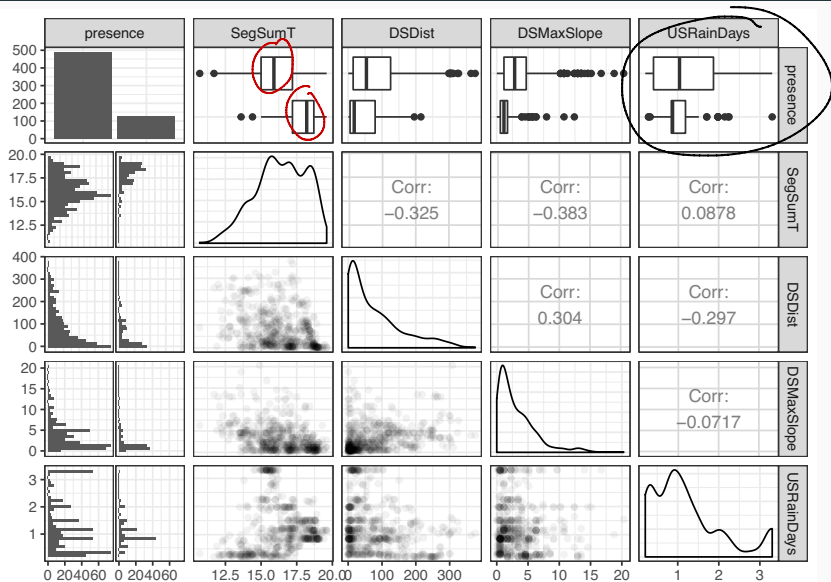 presence SegSumT DSDist DSMaxSlope USRainDays
500
400
300
200
100
0
presence
20.0
17.5
15.0
12.5
Corr:
−0.325
Corr:
−0.383
Corr:
0.0878
SegSumT
400
300
200
100
0
Corr:
0.304
Corr:
−0.297
DSDist
20
15
10
5
0
Corr:
−0.0717
DSMaxSlope
3
2
1
USRainDays
0 204060 0 204060 12.5 15.0 17.5 20.0 0 100 200 300 0 5 10 15 20 1 2 3